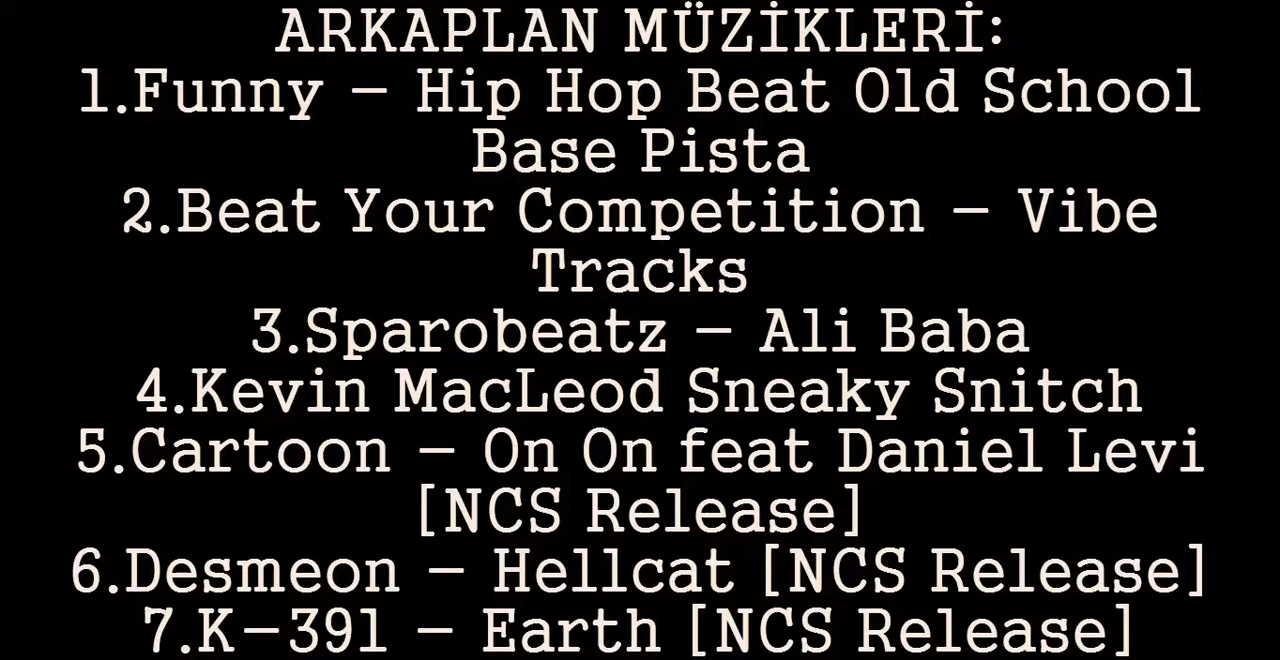 ARKAPLAN MÜZİKLERİ:
1.Funny - Hip Hop Beat Old School
Base Pista
2.Beat Your Competition - Vibe
Tracks
3.Sparobeatz - Ali Baba
4.Kevin MacLeod Sneaky Snitch
5.Cartoon - On On feat Daniel Levi
[NCS Release]
6.Desmeon - Hellcat [NCS Release]
7.K-391 - Earth [NCS Release]